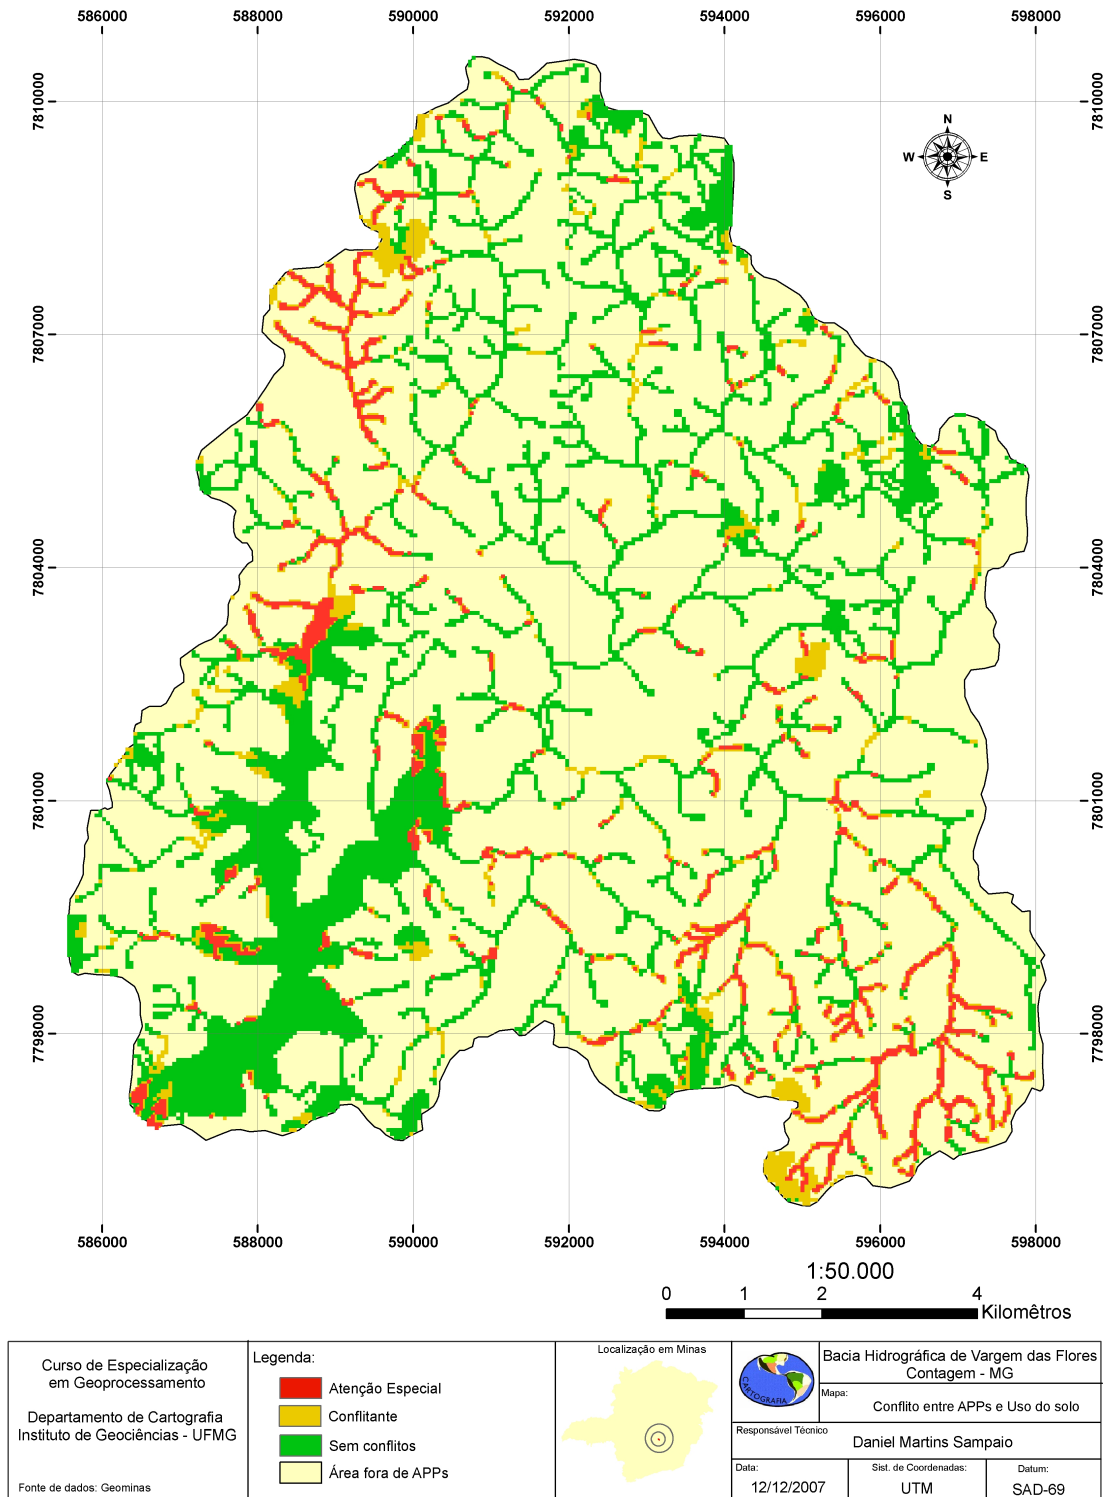 586000 588000 590000 592000 594000 596000 598000
7810000 7810000
N
W E
S
7807000 7807000
7804000 7804000
7801000 7801000
7798000 7798000
586000 588000 590000 592000 594000 596000 598000
1:50.000
0 1 2 4
Kilomêtros
Curso de Especialização
em Geoprocessamento
Departamento de Cartografia
Instituto de Geociências - UFMG
Fonte de dados: Geominas
Legenda:
Atenção Especial
Conflitante
Sem conflitos
Área fora de APPs
Localização em Minas
CARTOGRAFIA
Bacia Hidrográfica de Vargem das Flores
Contagem - MG
Mapa:
Conflito entre APPs e Uso do solo
Responsável Técnico
Daniel Martins Sampaio
Data:
12/12/2007
Sist. de Coordenadas:
UTM
Datum:
SAD-69